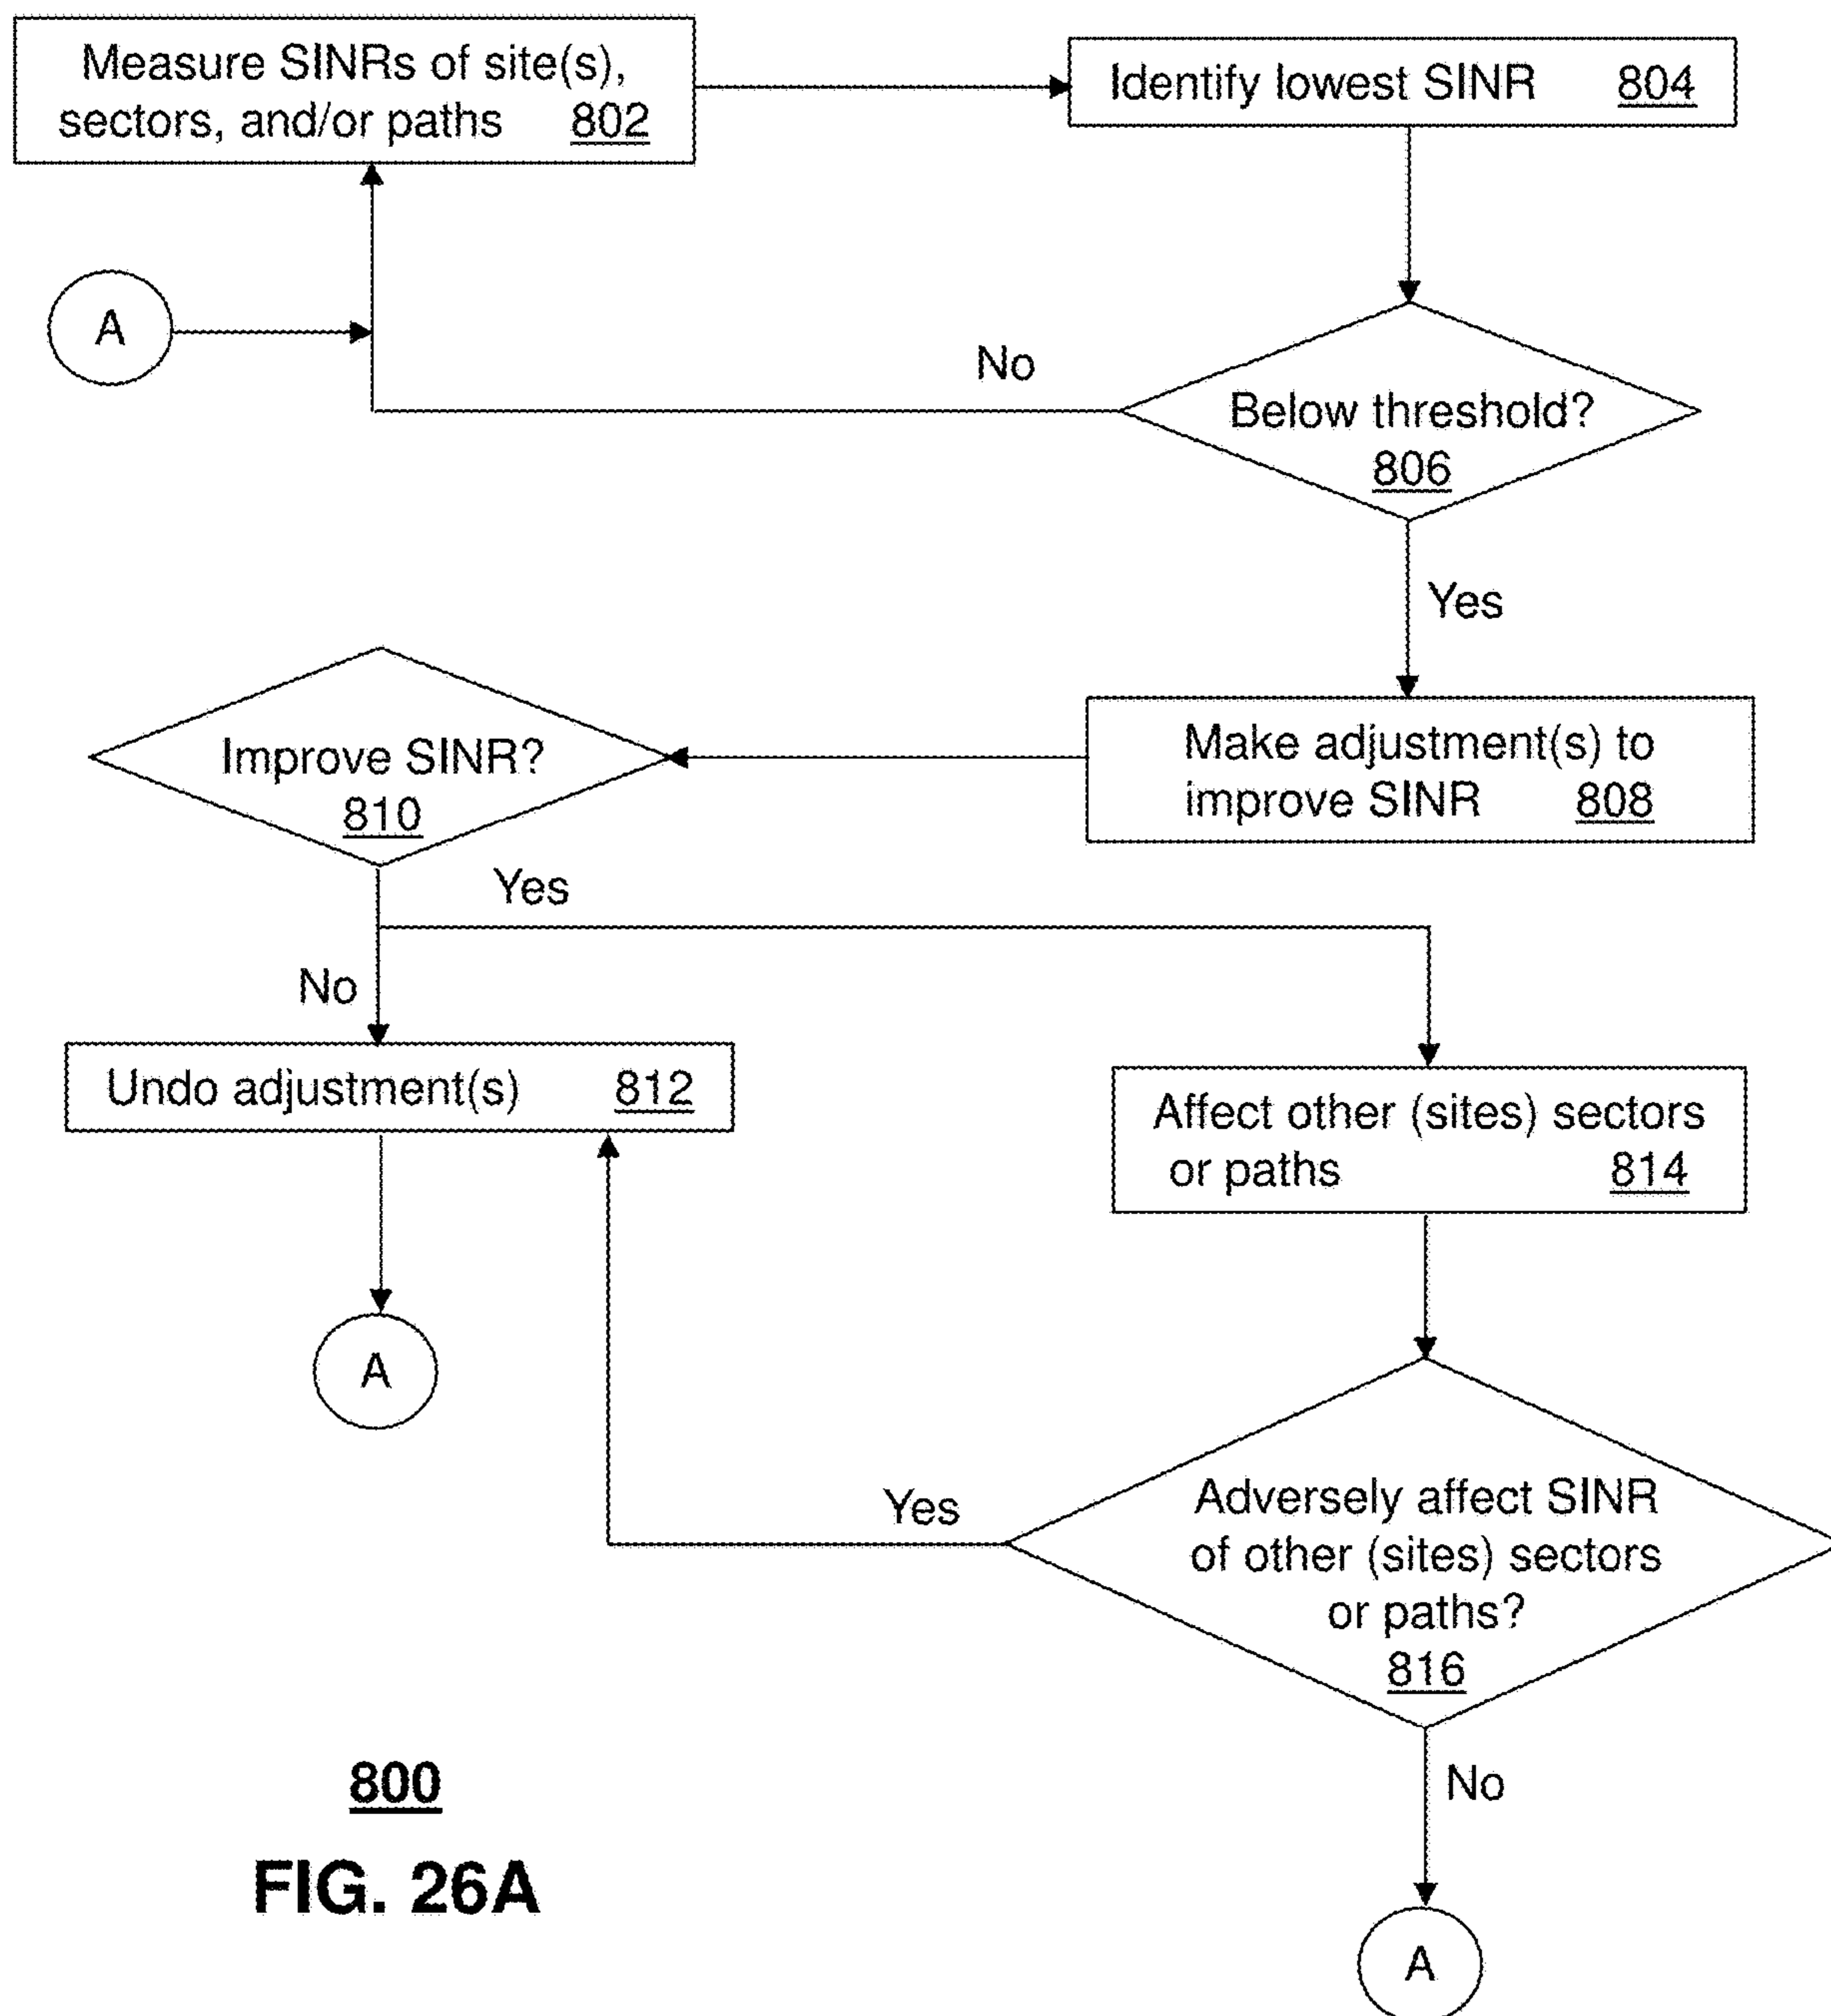 Measure SINRs of site(s),
sectors, and/or paths 802
Identify lowest SINR 804
A
No
Below threshold?
806
Yes
Improve SINR?
810
Make adjustment(s) to
improve SINR 808
Yes
No
Undo adjustment(s) 812
Affect other (sites) sectors
or paths 814
A
Yes
Adversely affect SINR
of other (sites) sectors
or paths?
816
No
800
FIG. 26A
A